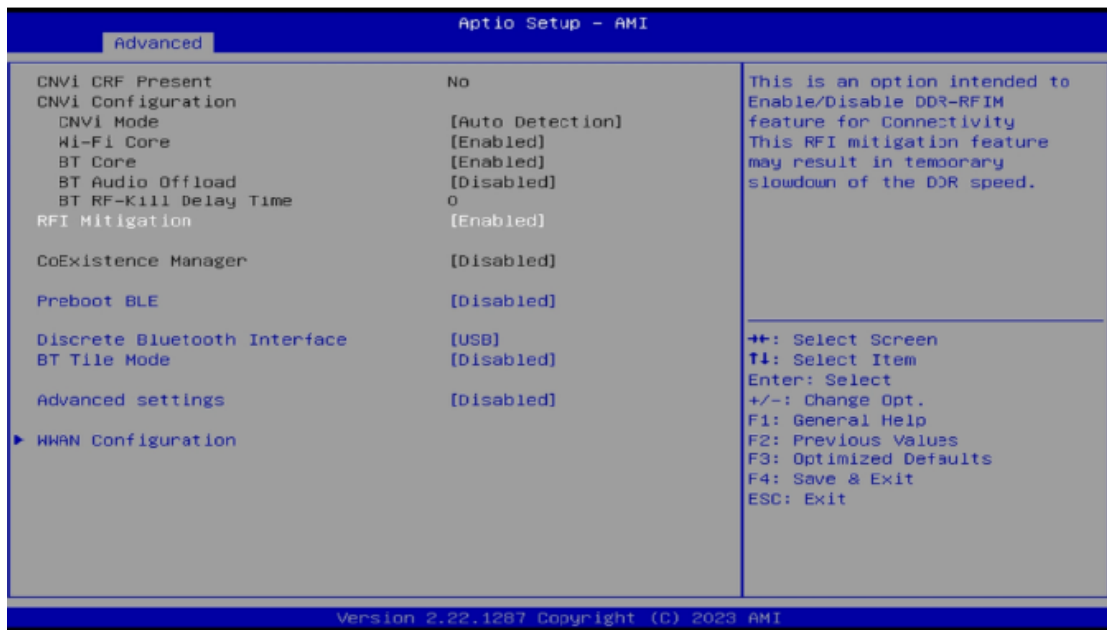 Aptio Setup - AMI
Advanced
CNVi CRF Present No
CNVi Configuration
CNVi Mode [Auto Detection]
Wi-Fi Core [Enabled]
BT Core [Enabled]
BT Audio Offload [Disabled]
BT RF-Kill Delay Time 0
RFI Mitigation [Enabled]
CoExistence Manager [Disabled]
Preboot BLE [Disabled]
Discrete Bluetooth Interface [USB]
BT Tile Mode [Disabled]
Advanced settings [Disabled]
▶ WWAN Configuration
This is an option intended to
Enable/Disable DDR-RFIM
feature for Connectivity
This RFI mitigation feature
may result in temporary
slowdown of the DDR speed.
→←: Select Screen
↑↓: Select Item
Enter: Select
+/-: Change Opt.
F1: General Help
F2: Previous Values
F3: Optimized Defaults
F4: Save & Exit
ESC: Exit
Version 2.22.1287 Copyright (C) 2023 AMI